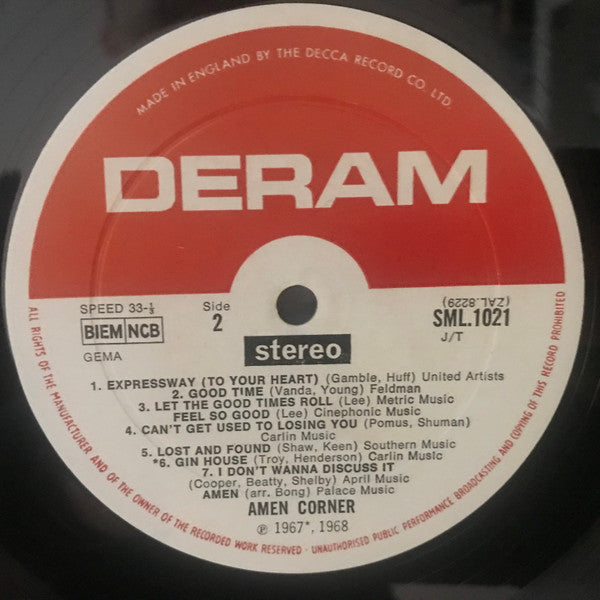 MADE IN ENGLAND BY THE DECCA RECORD CO. LTD.
DERAM
SPEED 33-⅓
Side
2
BIEM NCB
GEMA
stereo
(ZAL.8229)
SML.1021
J/T
1. EXPRESSWAY (TO YOUR HEART) (Gamble, Huff) United Artists
2. GOOD TIME (Vanda, Young) Feldman
3. LET THE GOOD TIMES ROLL (Lee) Metric Music
FEEL SO GOOD (Lee) Cinephonic Music
4. CAN'T GET USED TO LOSING YOU (Pomus, Shuman)
Carlin Music
5. LOST AND FOUND (Shaw, Keen) Southern Music
*6. GIN HOUSE (Troy, Henderson) Carlin Music
7. I DON'T WANNA DISCUSS IT
(Cooper, Beatty, Shelby) April Music
AMEN (arr. Bong) Palace Music
AMEN CORNER
℗ 1967*, 1968
ALL RIGHTS OF THE MANUFACTURER AND OF THE OWNER OF THE RECORDED WORK RESERVED · UNAUTHORISED PUBLIC PERFORMANCE BROADCASTING AND COPYING OF THIS RECORD PROHIBITED